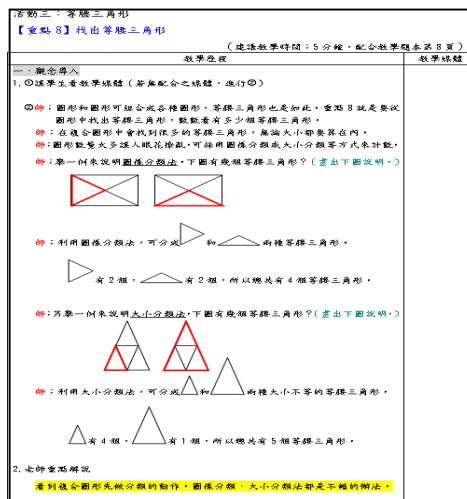 活動三：等腰三角形
【重點 8】找出等腰三角形
（建議教學時間：5 分鐘，配合教學題本第 8 頁）
教學歷程
教學媒體
一、觀念導入
1. ①讓學生看教學媒體（若無配合之媒體，進行②）
②師：圖形和圖形可組合成各種圖形，等腰三角形也是如此，重點 8 就是要從
圖形中找出等腰三角形，數數看有多少個等腰三角形。
師：在複合圖形中會找到很多的等腰三角形，無論大小都要算在內。
師：圖形數量太多讓人眼花撩亂，可採用圖樣分類或大小分類等方式來計數。
師：舉一例來說明圖樣分類法，下圖有幾個等腰三角形？（畫出下圖說明。）
師：利用圖樣分類法，可分成 和 兩種等腰三角形。
有 2 個， 有 2 個，所以總共有 4 個等腰三角形。
師：另舉一例來說明大小分類法，下圖有幾個等腰三角形？（畫出下圖說明。）
師：利用大小分類法，可分成 和 兩種大小不等的等腰三角形。
有 4 個， 有 1 個，所以總共有 5 個等腰三角形。
2. 老師重點解說
看到複合圖形先做分類的動作，圖樣分類、大小分類法都是不錯的辦法。